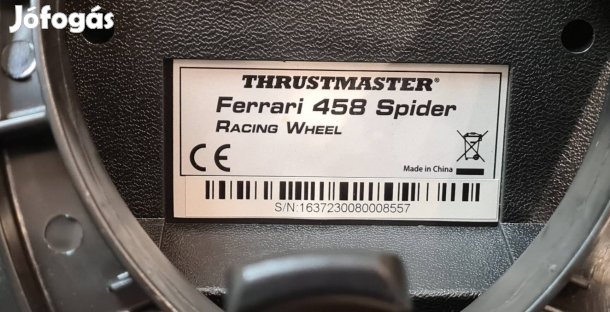 Jófogás
THRUSTMASTER®
Ferrari 458 Spider
RACING WHEEL
CE
Made in China
S/N:1637230080008557